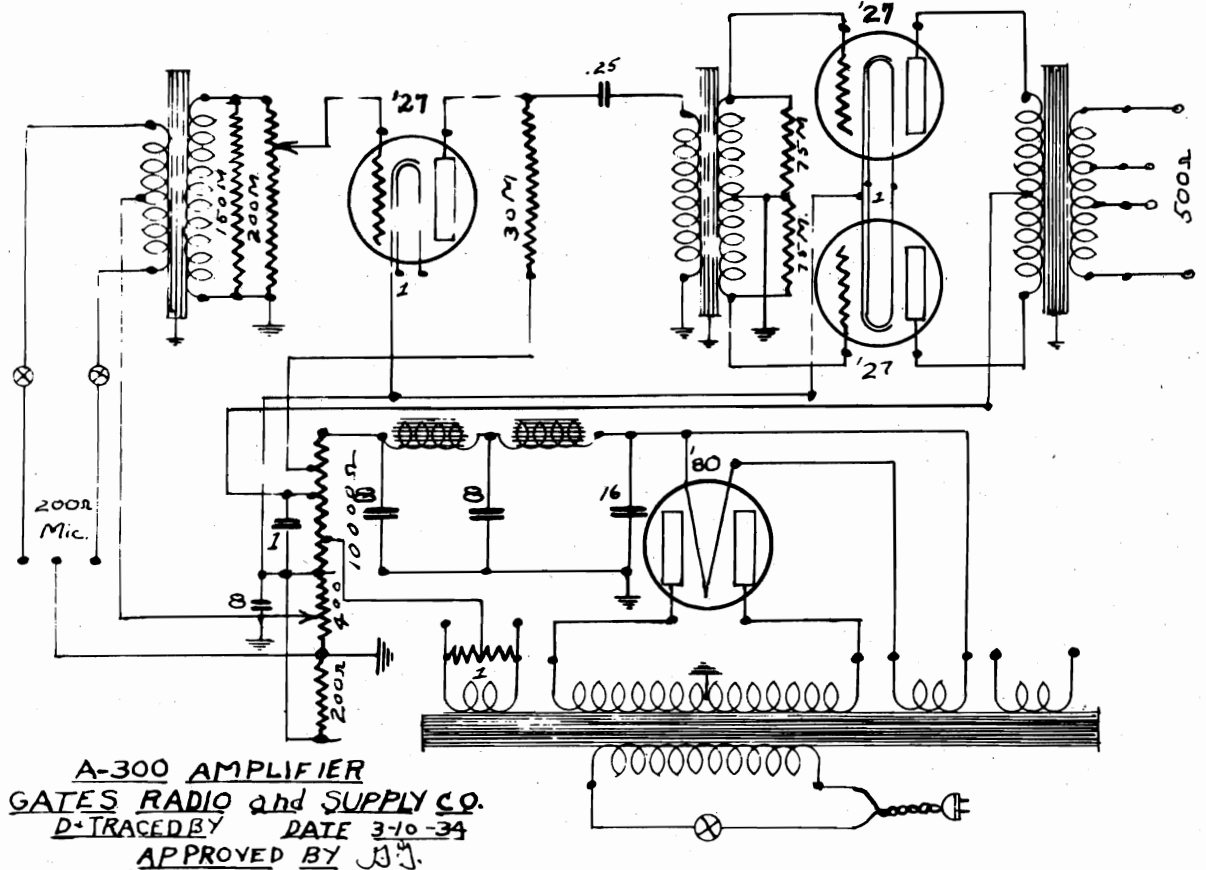 '27
.25
'27
150M
200M.
30M
75M
75M.
500Ω
1
1
'27
200Ω
Mic.
10000Ω
8
8
16
'80
1
8
400
200Ω
1
A-300 AMPLIFIER
GATES RADIO and SUPPLY CO.
D+TRACED BY DATE 3-10-34
APPROVED BY